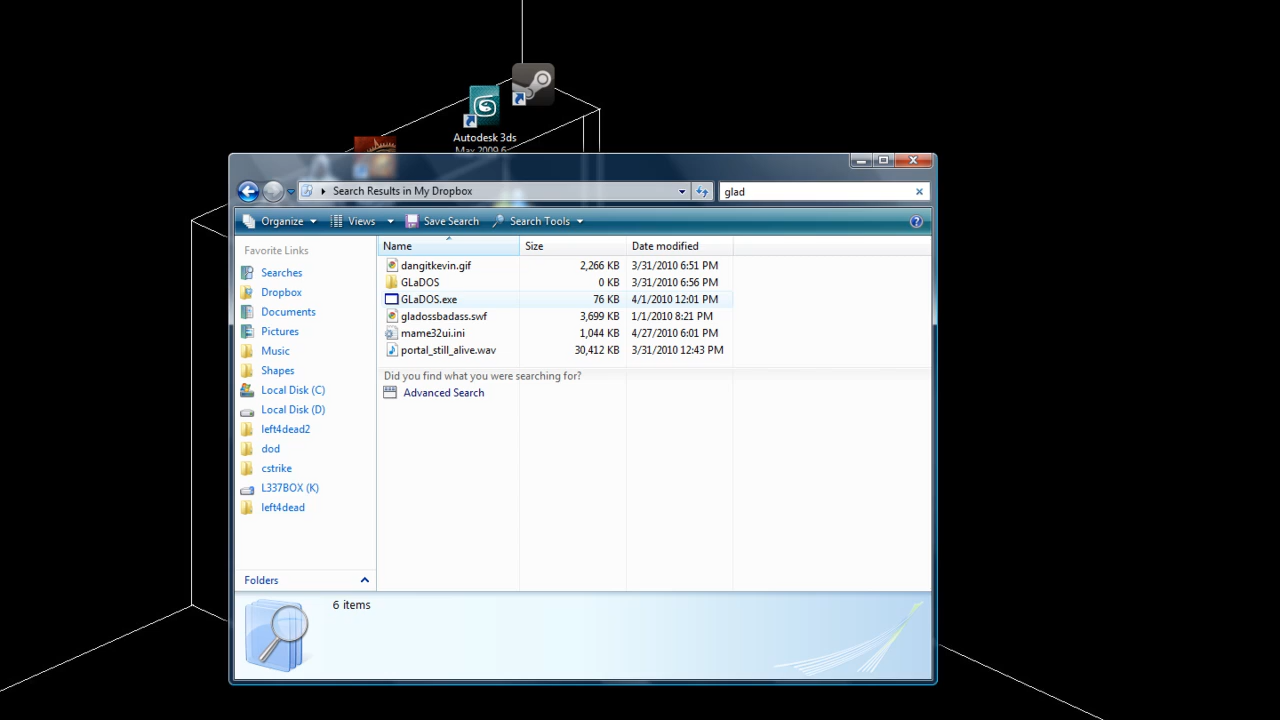 Autodesk 3ds
Max 2009 6
Search Results in My Dropbox
glad
Organize Views Save Search Search Tools
Favorite Links
Searches
Dropbox
Documents
Pictures
Music
Shapes
Local Disk (C)
Local Disk (D)
left4dead2
dod
cstrike
L337BOX (K)
left4dead
Folders
Name Size Date modified
dangitkevin.gif 2,266 KB 3/31/2010 6:51 PM
GLaDOS 0 KB 3/31/2010 6:56 PM
GLaDOS.exe 76 KB 4/1/2010 12:01 PM
gladossbadass.swf 3,699 KB 1/1/2010 8:21 PM
mame32ui.ini 1,044 KB 4/27/2010 6:01 PM
portal_still_alive.wav 30,412 KB 3/31/2010 12:43 PM
Did you find what you were searching for?
Advanced Search
6 items